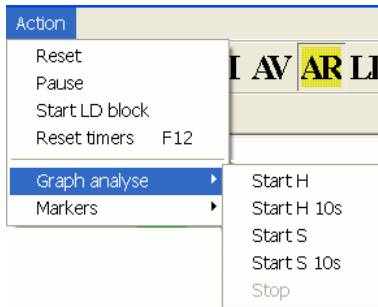 Action
AV AR
Reset
Pause
Start LD block
Reset timers F12
Graph analyse
Markers
Start H
Start H 10s
Start S
Start S 10s
Stop